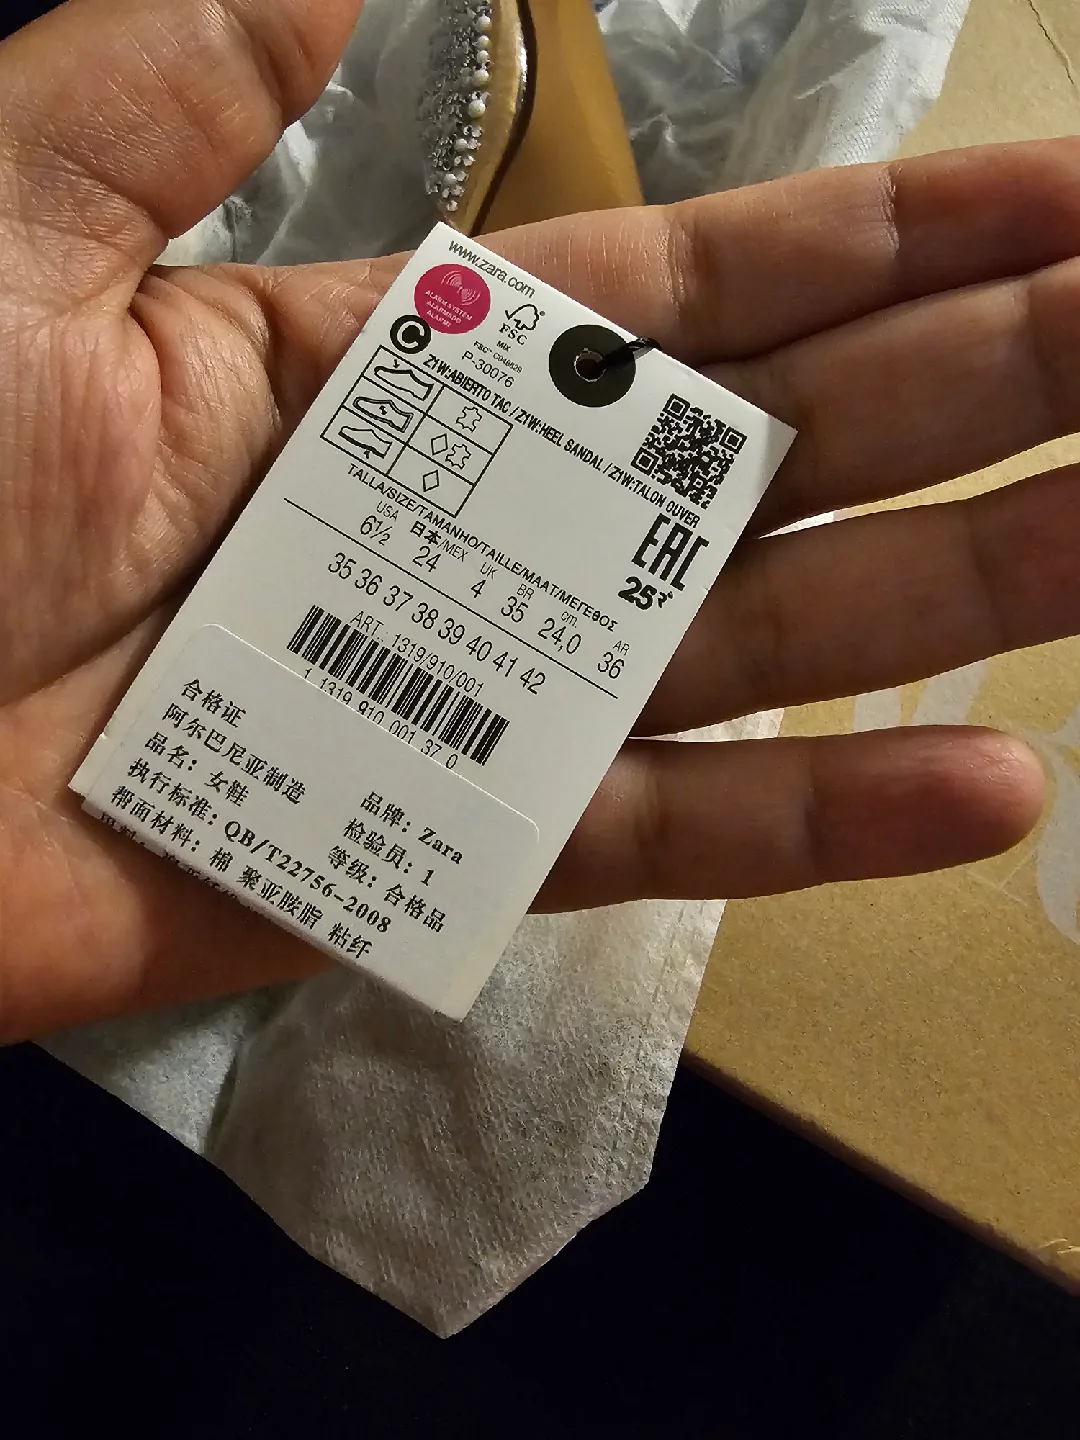 www.zara.com
ALARM SYSTEM
ALARMADO
ALARME
FSC
MIX
P-30076
C
Z1W:ABIERTO TAC / Z1W:HEEL SANDAL / Z1W:TALON OUVER
EAC
25
TALLA/SIZE/TAMANHO/TAILLE/MAAT/ΜΕΓΕΘΟΣ
USA 日本/MEX UK BR cm. AR
6½ 24 4 35 24,0 36
35 36 37 38 39 40 41 42
ART. 1319/910/001
1 1319 910 001 37 0
合格证
阿尔巴尼亚制造 品牌: Zara
品名: 女鞋 检验员: 1
执行标准: QB/T22756-2008 等级: 合格品
帮面材料: 棉 聚亚胺脂 粘纤